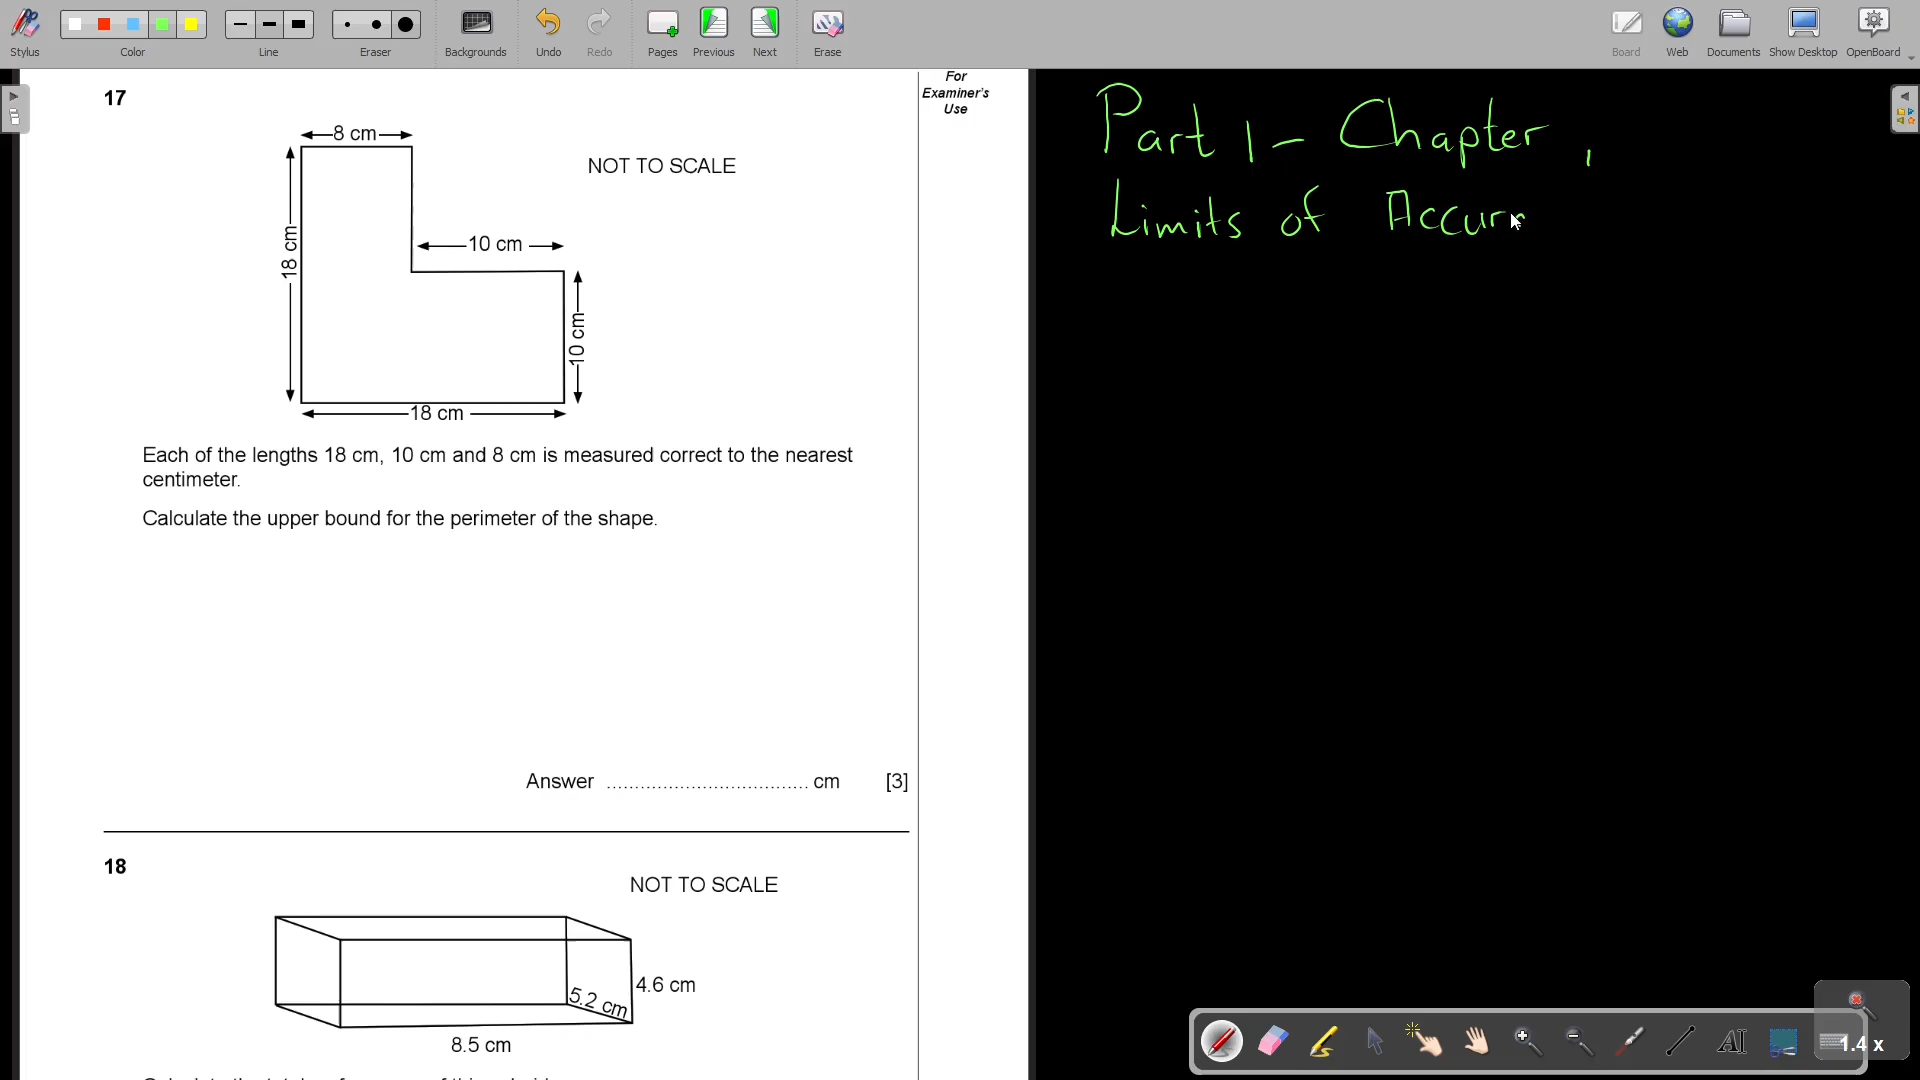 Stylus
Color
Line
Eraser
Backgrounds
Undo
Redo
Pages
Previous
Next
Erase
Board
Web
Documents
Show Desktop
OpenBoard
For
Examiner's
Use
17
8 cm
NOT TO SCALE
18 cm
10 cm
10 cm
18 cm
Each of the lengths 18 cm, 10 cm and 8 cm is measured correct to the nearest
centimeter.
Calculate the upper bound for the perimeter of the shape.
Answer ................................... cm [3]
18
NOT TO SCALE
4.6 cm
5.2 cm
8.5 cm
Part 1 - Chapter ,
Limits of Accur
AI
1.4 x